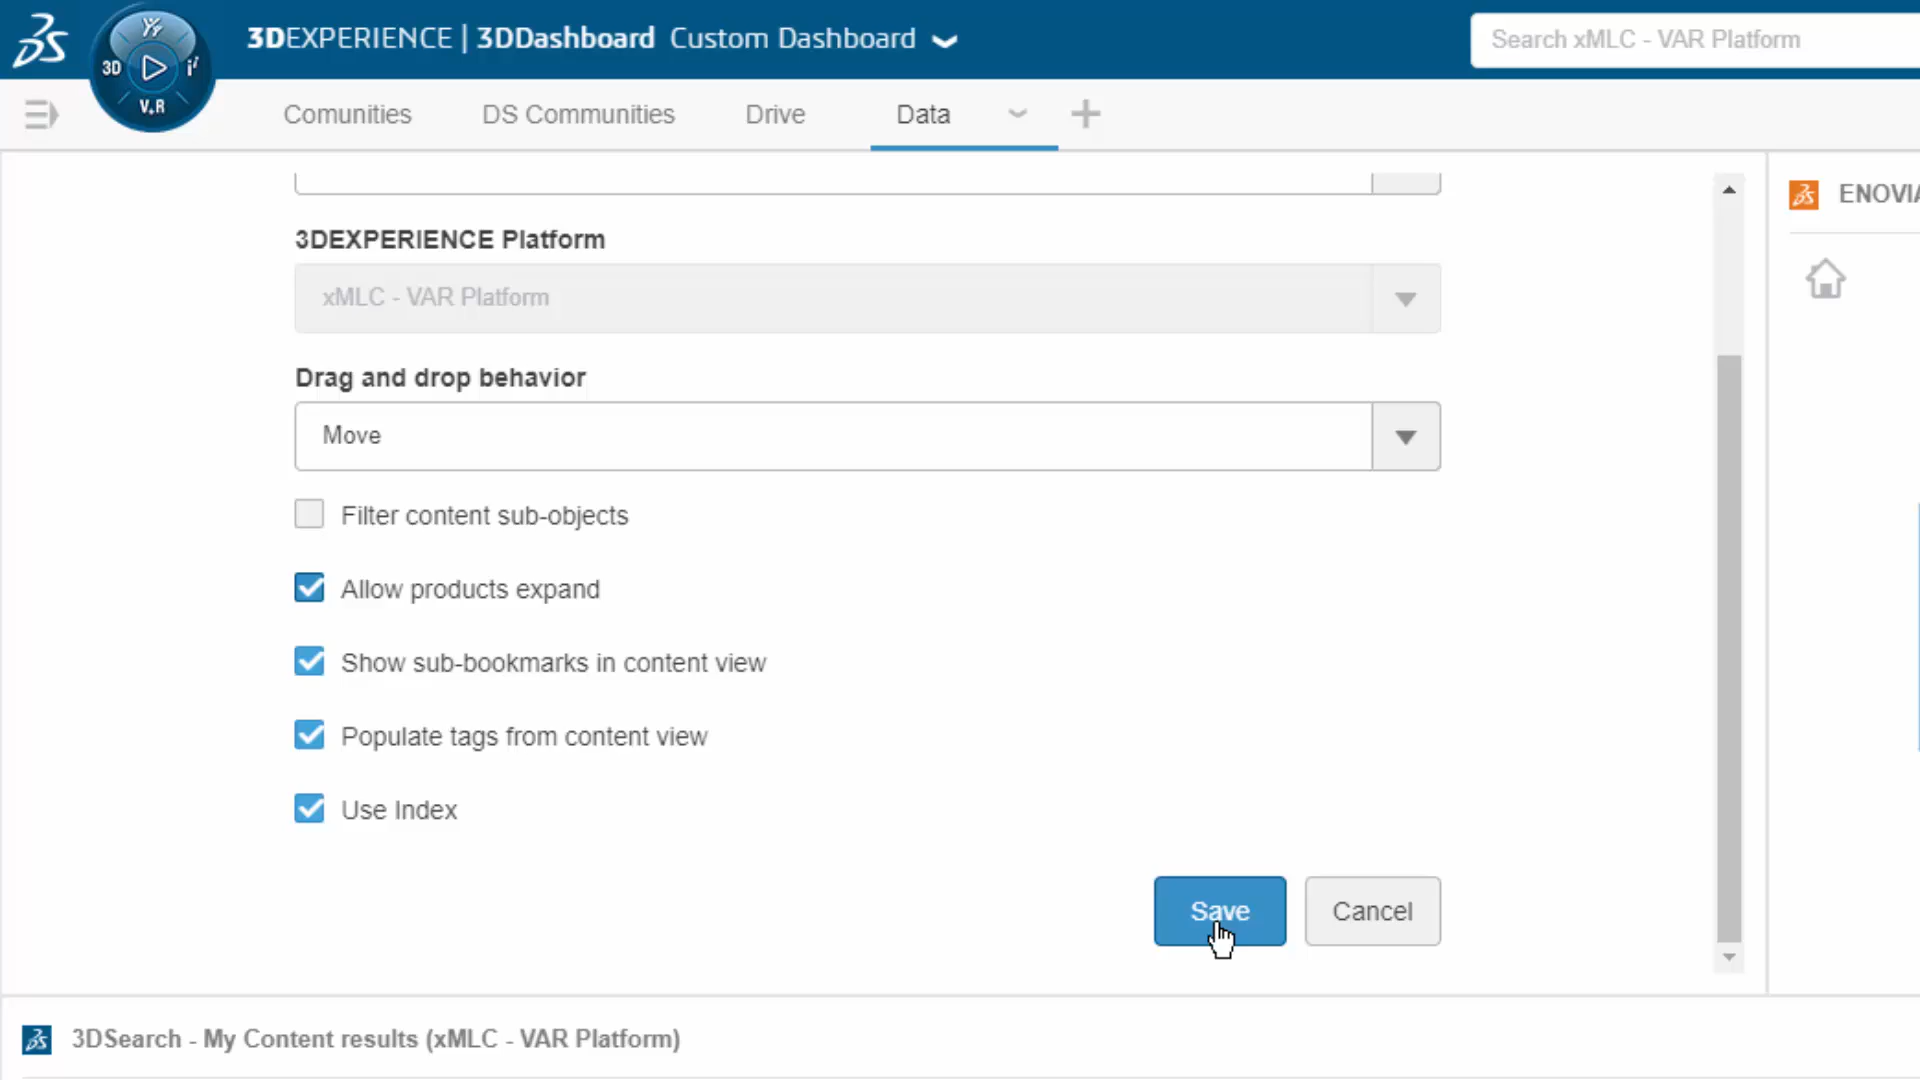 3DEXPERIENCE | 3DDashboard Custom Dashboard
Search xMLC - VAR Platform
3D
V.R
Comunities
DS Communities
Drive
Data
ENOVIA
3DEXPERIENCE Platform
xMLC - VAR Platform
Drag and drop behavior
Move
Filter content sub-objects
Allow products expand
Show sub-bookmarks in content view
Populate tags from content view
Use Index
Save
Cancel
3DSearch - My Content results (xMLC - VAR Platform)